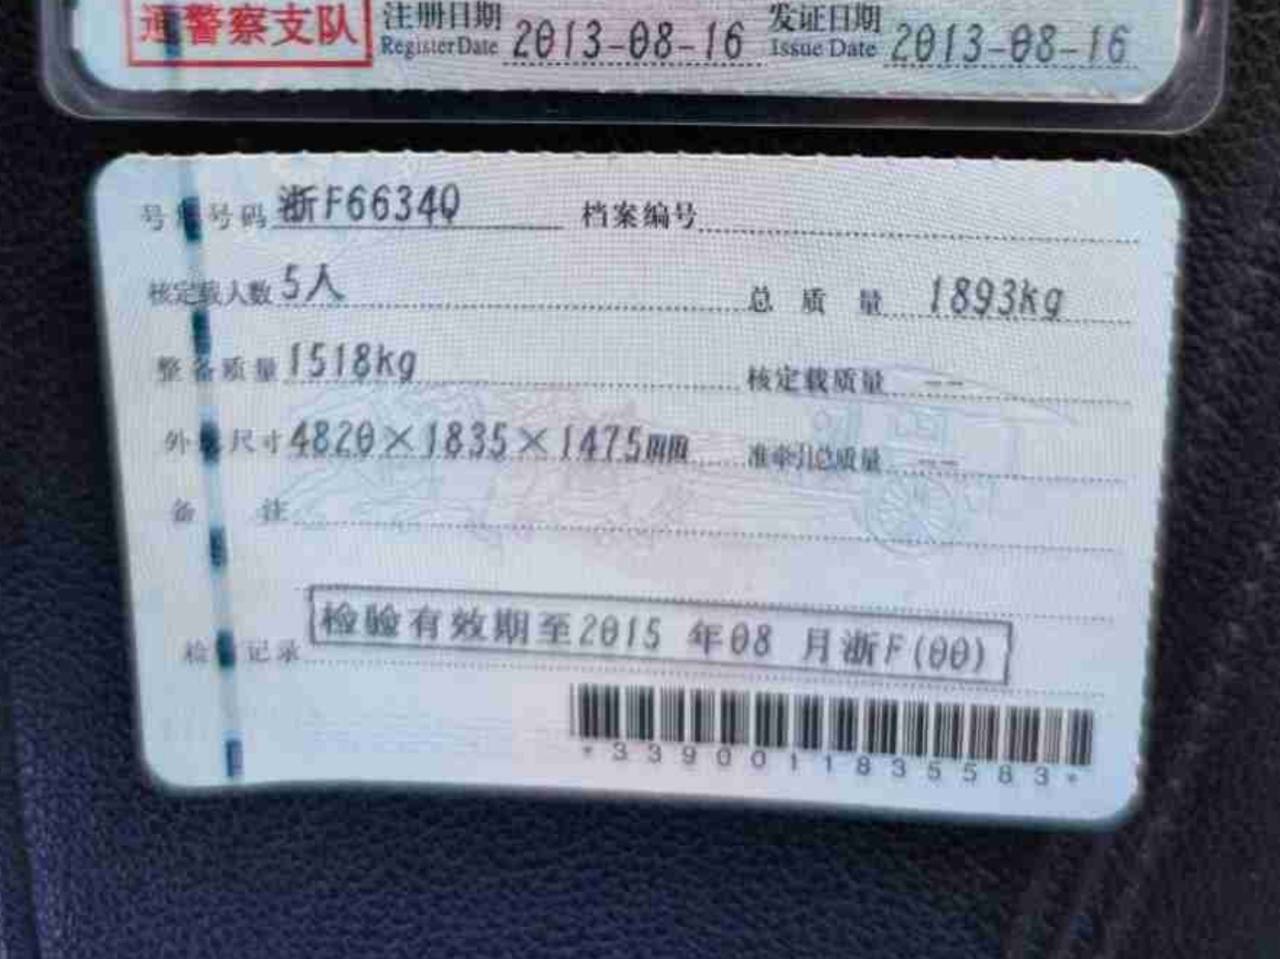 通警察支队 注册日期 2013-08-16 发证日期 2013-08-16
Register Date Issue Date
号牌号码 浙F6634Q 档案编号
核定载人数 5人 总质量 1893kg
整备质量 1518kg 核定载质量 --
外廓尺寸 4820×1835×1475mm 准牵引总质量 --
备注
检验有效期至2015 年08 月浙F(00)
检验记录
*3390011835583*